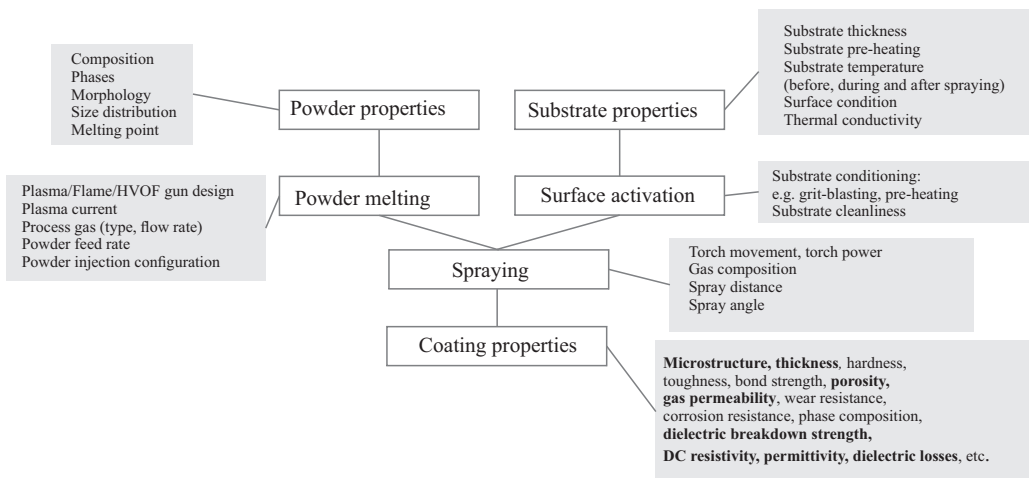 Composition
Phases
Morphology
Size distribution
Melting point
Powder properties
Substrate properties
Substrate thickness
Substrate pre-heating
Substrate temperature
(before, during and after spraying)
Surface condition
Thermal conductivity
Plasma/Flame/HVOF gun design
Plasma current
Process gas (type, flow rate)
Powder feed rate
Powder injection configuration
Powder melting
Surface activation
Substrate conditioning:
e.g. grit-blasting, pre-heating
Substrate cleanliness
Spraying
Torch movement, torch power
Gas composition
Spray distance
Spray angle
Coating properties
Microstructure, thickness, hardness,
toughness, bond strength, porosity,
gas permeability, wear resistance,
corrosion resistance, phase composition,
dielectric breakdown strength,
DC resistivity, permittivity, dielectric losses, etc.